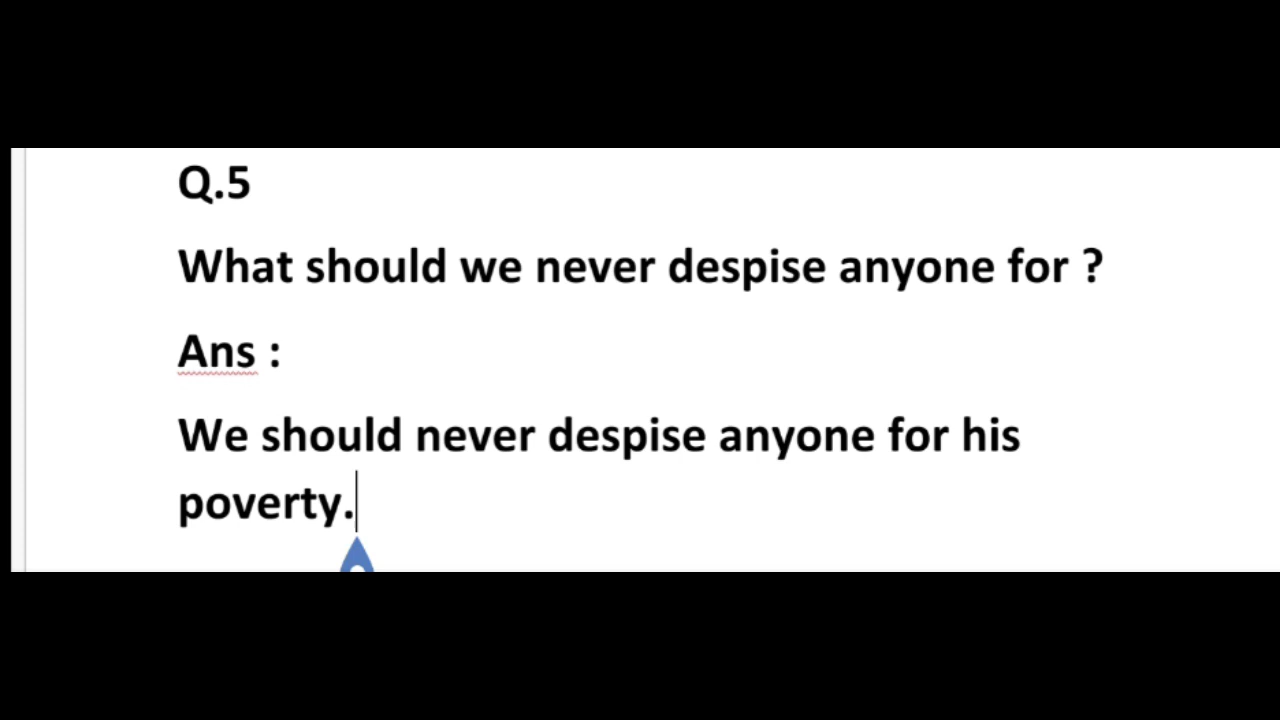 Q.5
What should we never despise anyone for ?
Ans :
We should never despise anyone for his
poverty.